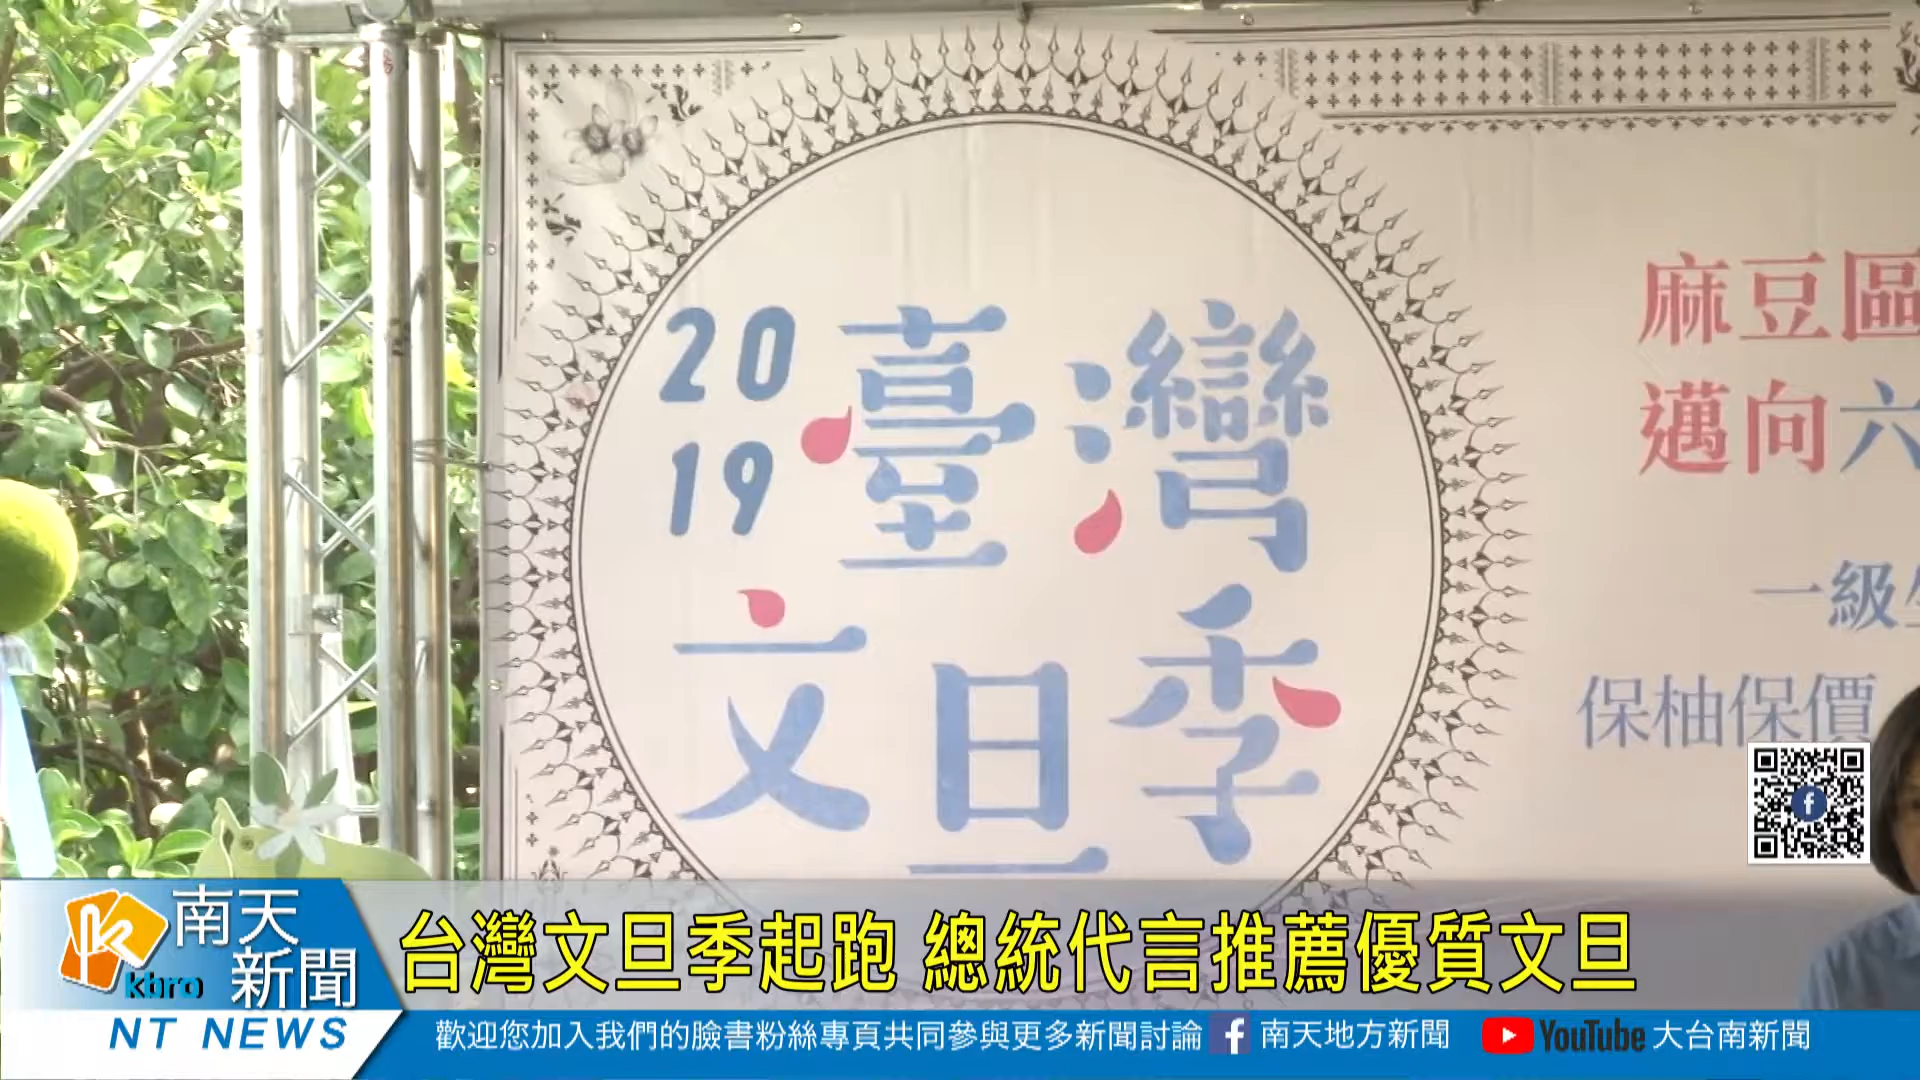 2019 臺灣
文旦季
麻豆區
邁向六
一級
保柚保價
南天
新聞
kbro
NT NEWS
台灣文旦季起跑 總統代言推薦優質文旦
歡迎您加入我們的臉書粉絲專頁共同參與更多新聞討論 南天地方新聞 YouTube 大台南新聞